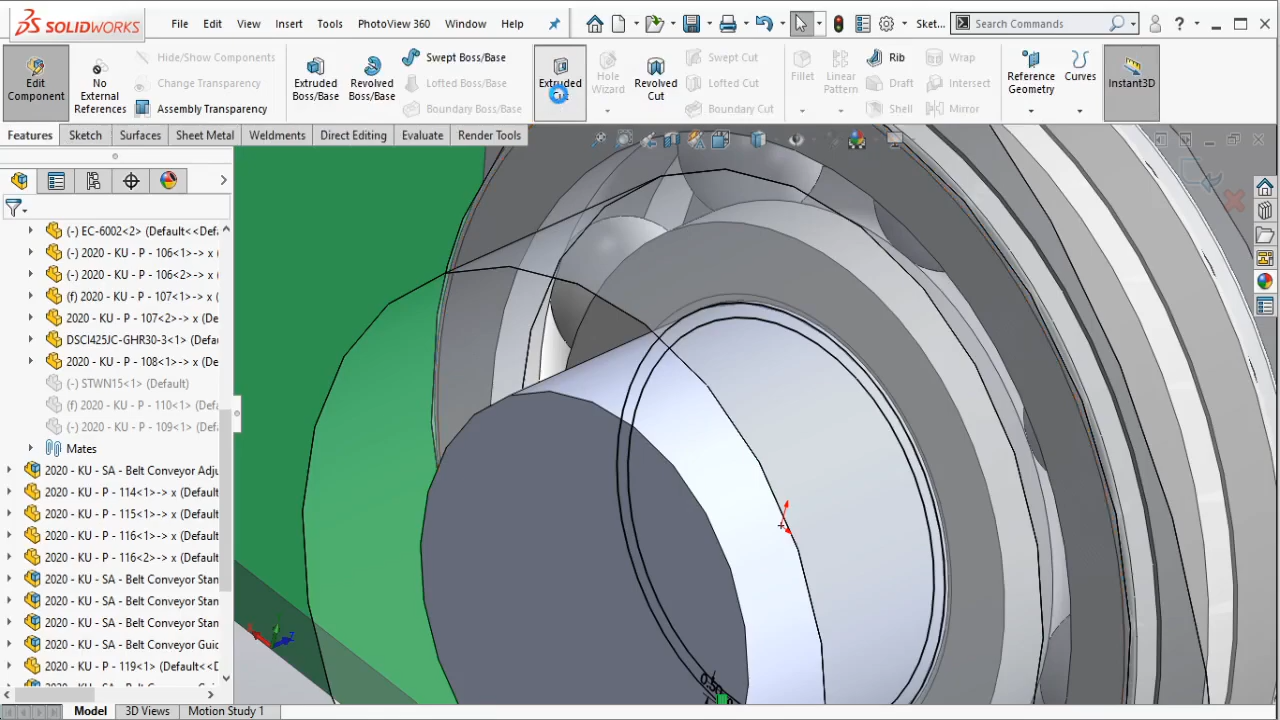 SOLIDWORKS
File Edit View Insert Tools PhotoView 360 Window Help
Sket...
Search Commands
Edit Component
No External References
Hide/Show Components
Change Transparency
Assembly Transparency
Extruded Boss/Base
Revolved Boss/Base
Swept Boss/Base
Boundary Boss/Base
Extruded
Hole Wizard
Revolved Cut
Swept Cut
Lofted Cut
Boundary Cut
Fillet
Linear Pattern
Rib
Draft
Shell
Wrap
Intersect
Mirror
Reference Geometry
Curves
Instant3D
Features Sketch Surfaces Sheet Metal Weldments Direct Editing Evaluate Render Tools
(-) EC-6002<2> (Default<<Defa
(-) 2020 - KU - P - 106<1>-> x (
(-) 2020 - KU - P - 106<2>-> x (
(f) 2020 - KU - P - 107<1>-> x (
2020 - KU - P - 107<2>-> x (De
DSCI425JC-GHR30-3<1> (Defau
2020 - KU - P - 108<1>-> x (De
(-) STWN15<1> (Default)
(f) 2020 - KU - P - 110<1> (Defa
(-) 2020 - KU - P - 109<1> (Defa
Mates
2020 - KU - SA - Belt Conveyor Adju
2020 - KU - P - 114<1>-> x (Default
2020 - KU - P - 115<1>-> x (Default
2020 - KU - P - 116<1>-> x (Default
2020 - KU - P - 116<2>-> x (Default
2020 - KU - SA - Belt Conveyor Stan
2020 - KU - SA - Belt Conveyor Stan
2020 - KU - SA - Belt Conveyor Stan
2020 - KU - SA - Belt Conveyor Guid
2020 - KU - P - 119<1> (Default<<D
Model 3D Views Motion Study 1